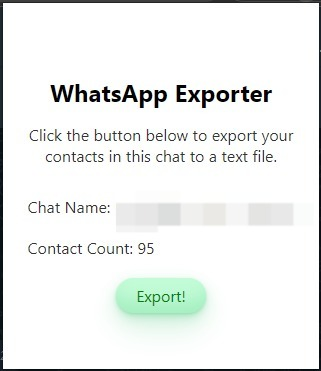 WhatsApp Exporter
Click the button below to export your
contacts in this chat to a text file.
Chat Name:
Contact Count: 95
Export!